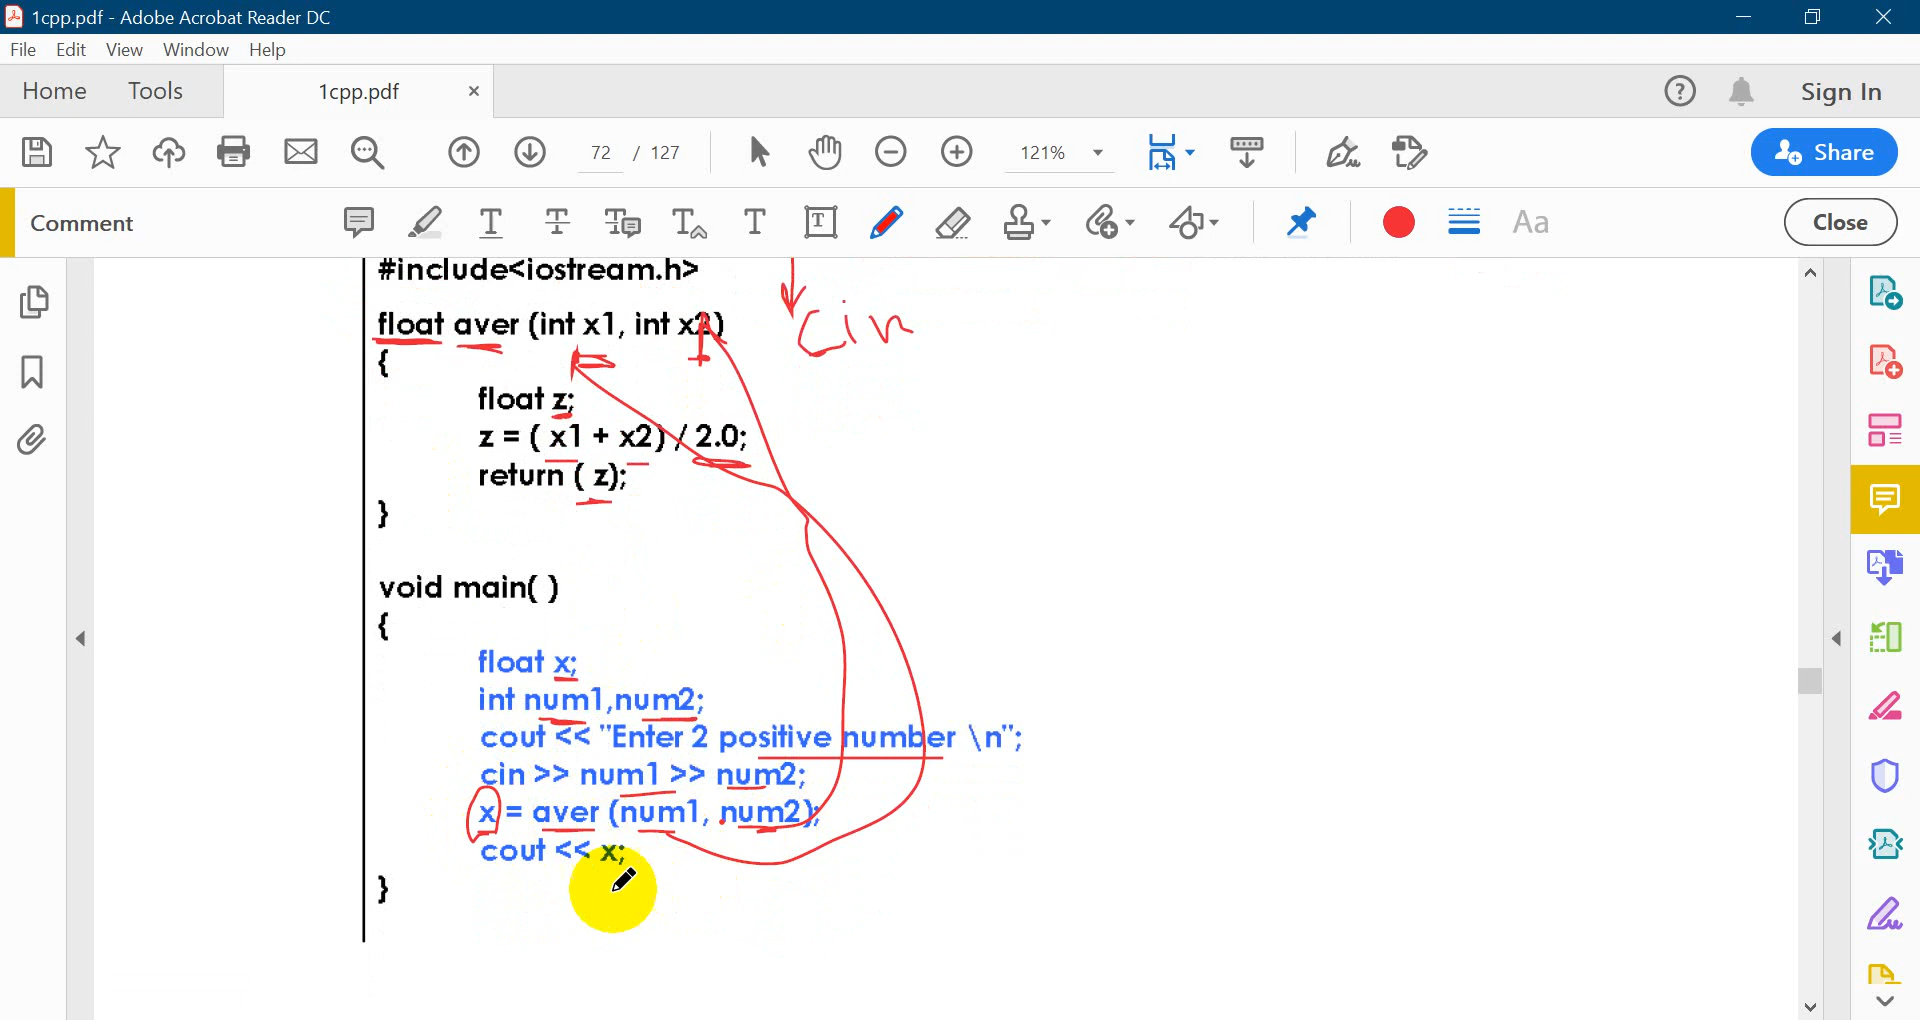 1cpp.pdf - Adobe Acrobat Reader DC
File Edit View Window Help
Home Tools 1cpp.pdf × Sign In
72 / 127 121% Share
Comment Aa Close
#include<iostream.h>
float aver (int x1, int x2)
cin
{
float z;
z = ( x1 + x2) / 2.0;
return ( z);
}
void main( )
{
float x;
int num1,num2;
cout << "Enter 2 positive number \n";
cin >> num1 >> num2;
x = aver (num1, num2);
cout << x;
}